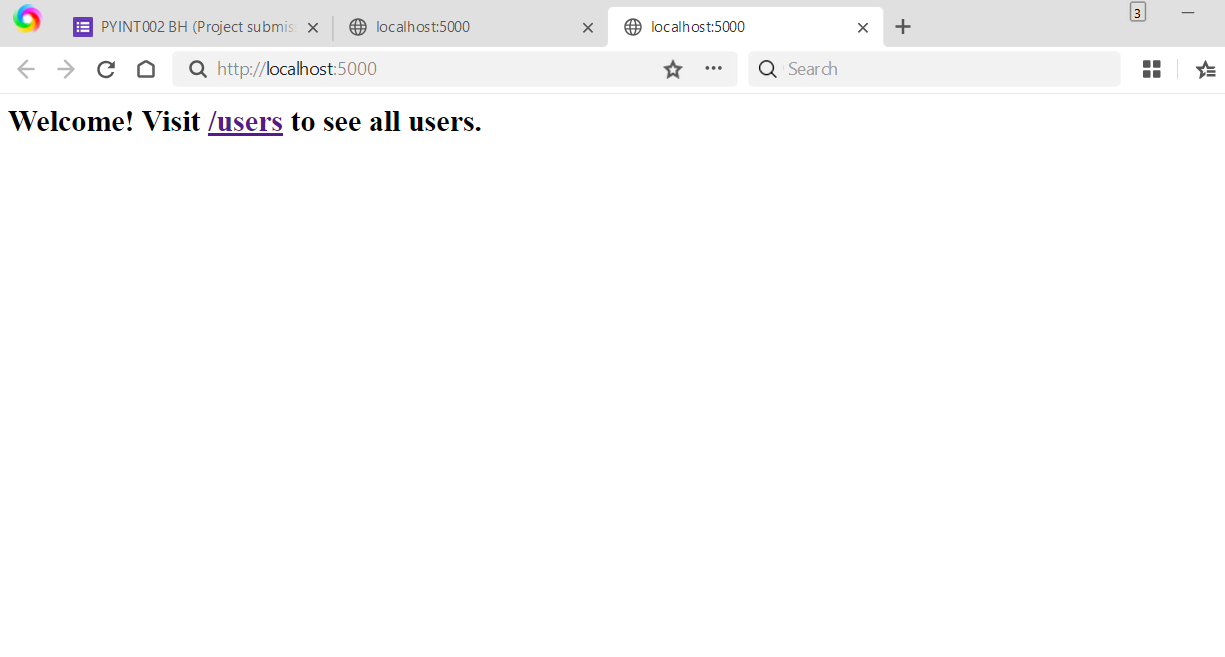 PYINT002 BH (Project submis
localhost:5000
localhost:5000
3
http://localhost:5000
Search
Welcome! Visit /users to see all users.